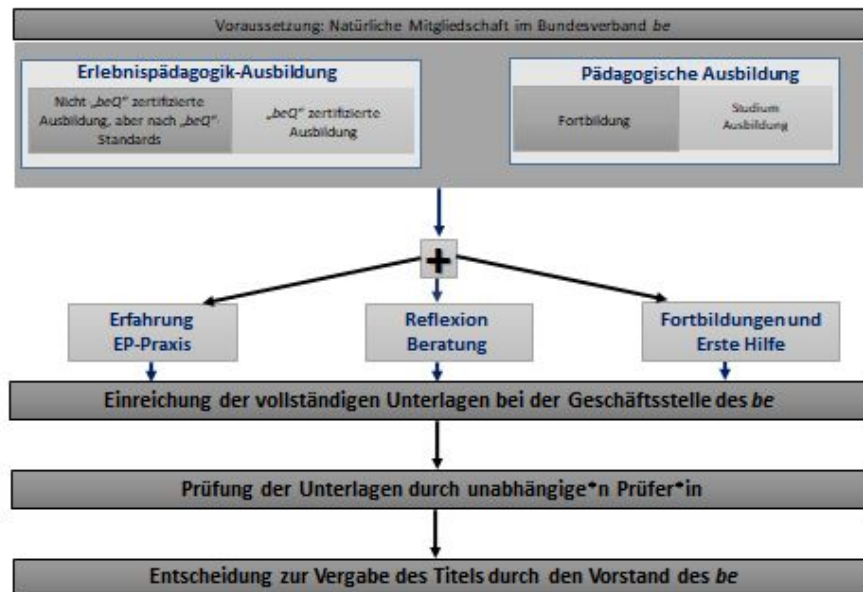 Voraussetzung: Natürliche Mitgliedschaft im Bundesverband be
Erlebnispädagogik-Ausbildung
Nicht „beQ“ zertifizierte
Ausbildung, aber nach „beQ“-
Standards
„beQ“ zertifizierte
Ausbildung
Pädagogische Ausbildung
Fortbildung
Studium
Ausbildung
+
Erfahrung
EP-Praxis
Reflexion
Beratung
Fortbildungen und
Erste Hilfe
Einreichung der vollständigen Unterlagen bei der Geschäftsstelle des be
Prüfung der Unterlagen durch unabhängige*n Prüfer*in
Entscheidung zur Vergabe des Titels durch den Vorstand des be